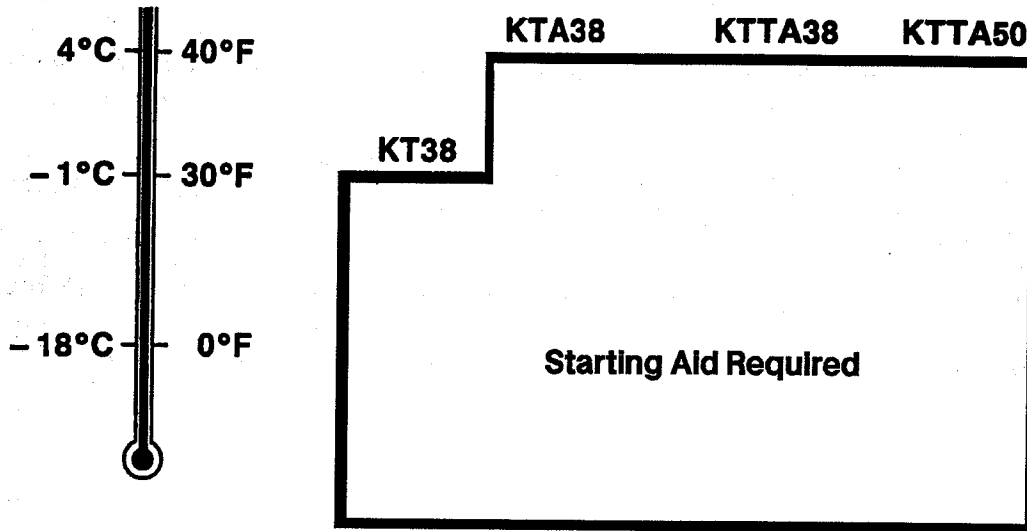 KTA38 KTTA38 KTTA50
4°C 40°F
KT38
–1°C 30°F
–18°C 0°F
Starting Aid Required